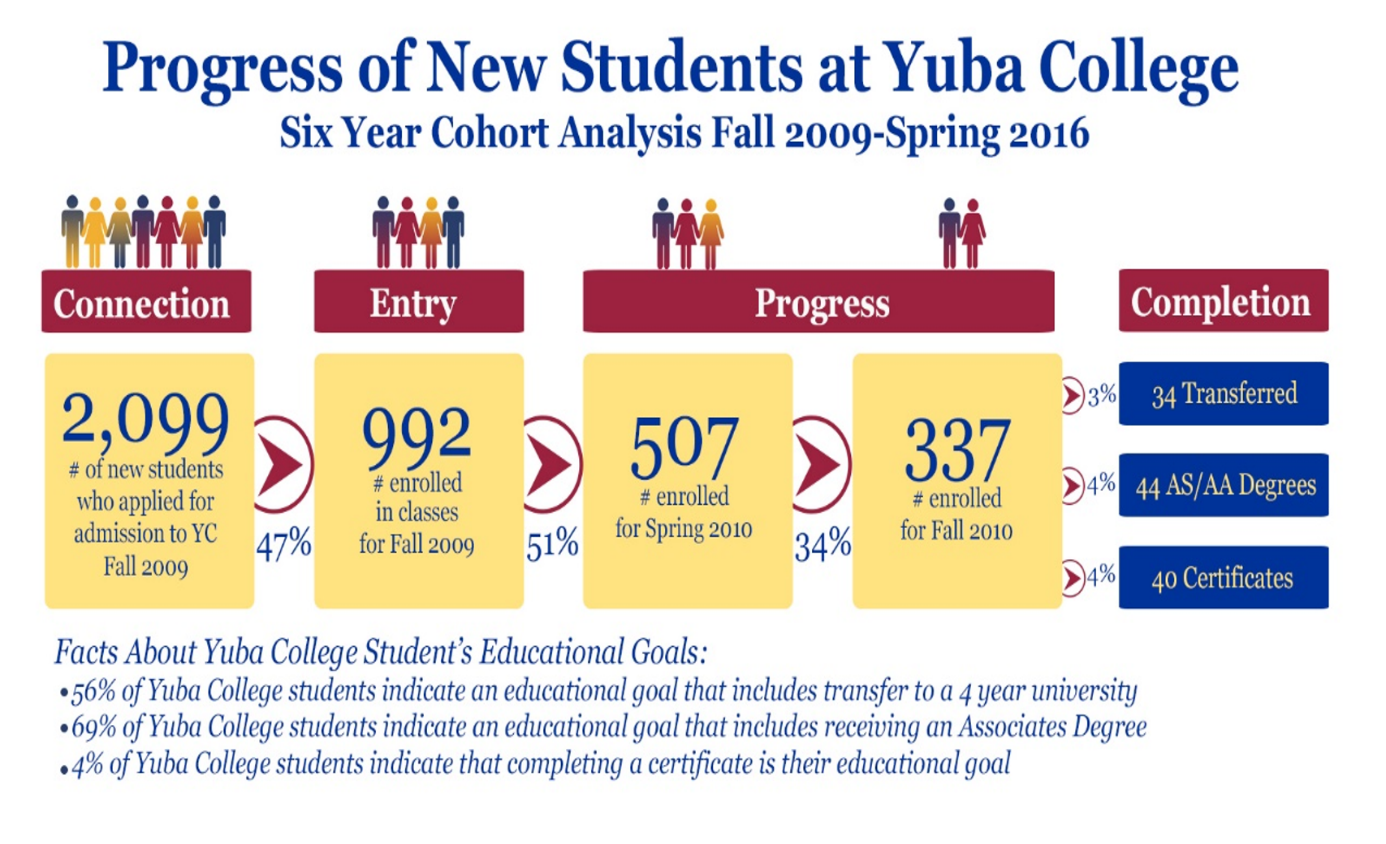 Progress of New Students at Yuba College
Six Year Cohort Analysis Fall 2009-Spring 2016
Connection
Entry
Progress
Completion
2,099
# of new students
who applied for
admission to YC
Fall 2009
47%
992
# enrolled
in classes
for Fall 2009
51%
507
# enrolled
for Spring 2010
34%
337
# enrolled
for Fall 2010
3%
34 Transferred
4%
44 AS/AA Degrees
4%
40 Certificates
Facts About Yuba College Student's Educational Goals:
•56% of Yuba College students indicate an educational goal that includes transfer to a 4 year university
•69% of Yuba College students indicate an educational goal that includes receiving an Associates Degree
•4% of Yuba College students indicate that completing a certificate is their educational goal